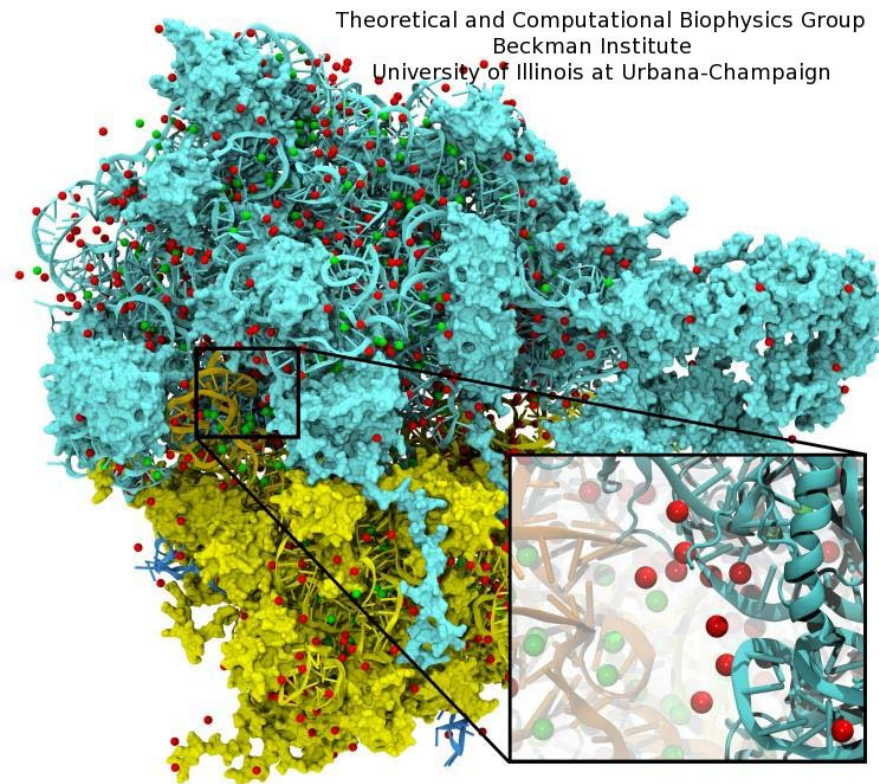 Theoretical and Computational Biophysics Group
Beckman Institute
University of Illinois at Urbana-Champaign